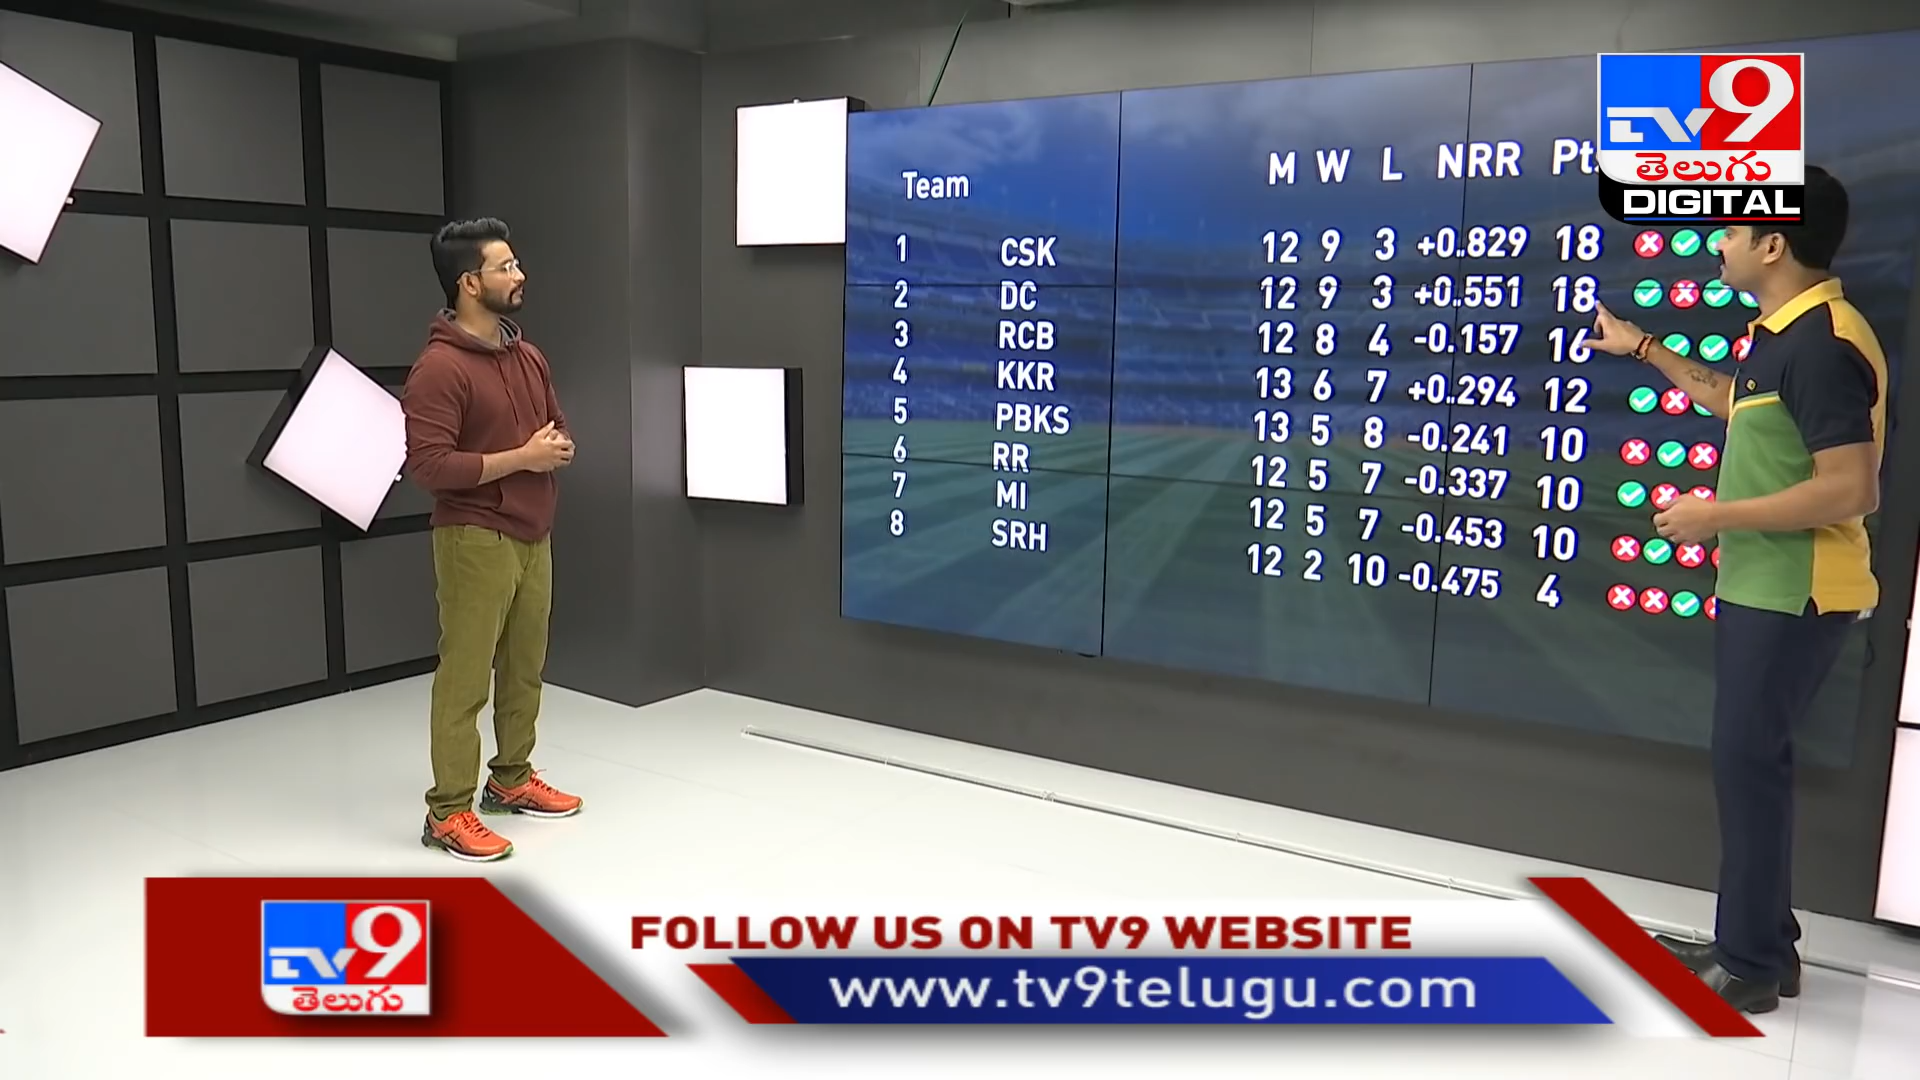 TV9
తెలుగు
DIGITAL
Team M W L NRR
1 CSK 12 9 3 +0.829 18
2 DC 12 9 3 +0.551 18
3 RCB 12 8 4 -0.157 16
4 KKR 13 6 7 +0.294 12
5 PBKS 13 5 8 -0.241 10
6 RR 12 5 7 -0.337 10
7 MI 12 5 7 -0.453 10
8 SRH 12 2 10 -0.475 4
TV9
తెలుగు
FOLLOW US ON TV9 WEBSITE
www.tv9telugu.com